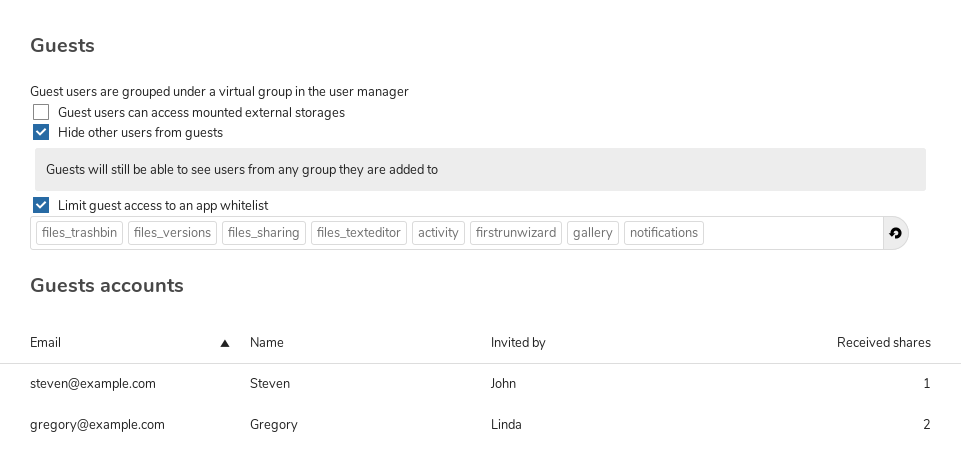 Guests
Guest users are grouped under a virtual group in the user manager
Guest users can access mounted external storages
Hide other users from guests
Guests will still be able to see users from any group they are added to
Limit guest access to an app whitelist
files_trashbin files_versions files_sharing files_texteditor activity firstrunwizard gallery notifications
Guests accounts
Email Name Invited by Received shares
steven@example.com Steven John 1
gregory@example.com Gregory Linda 2